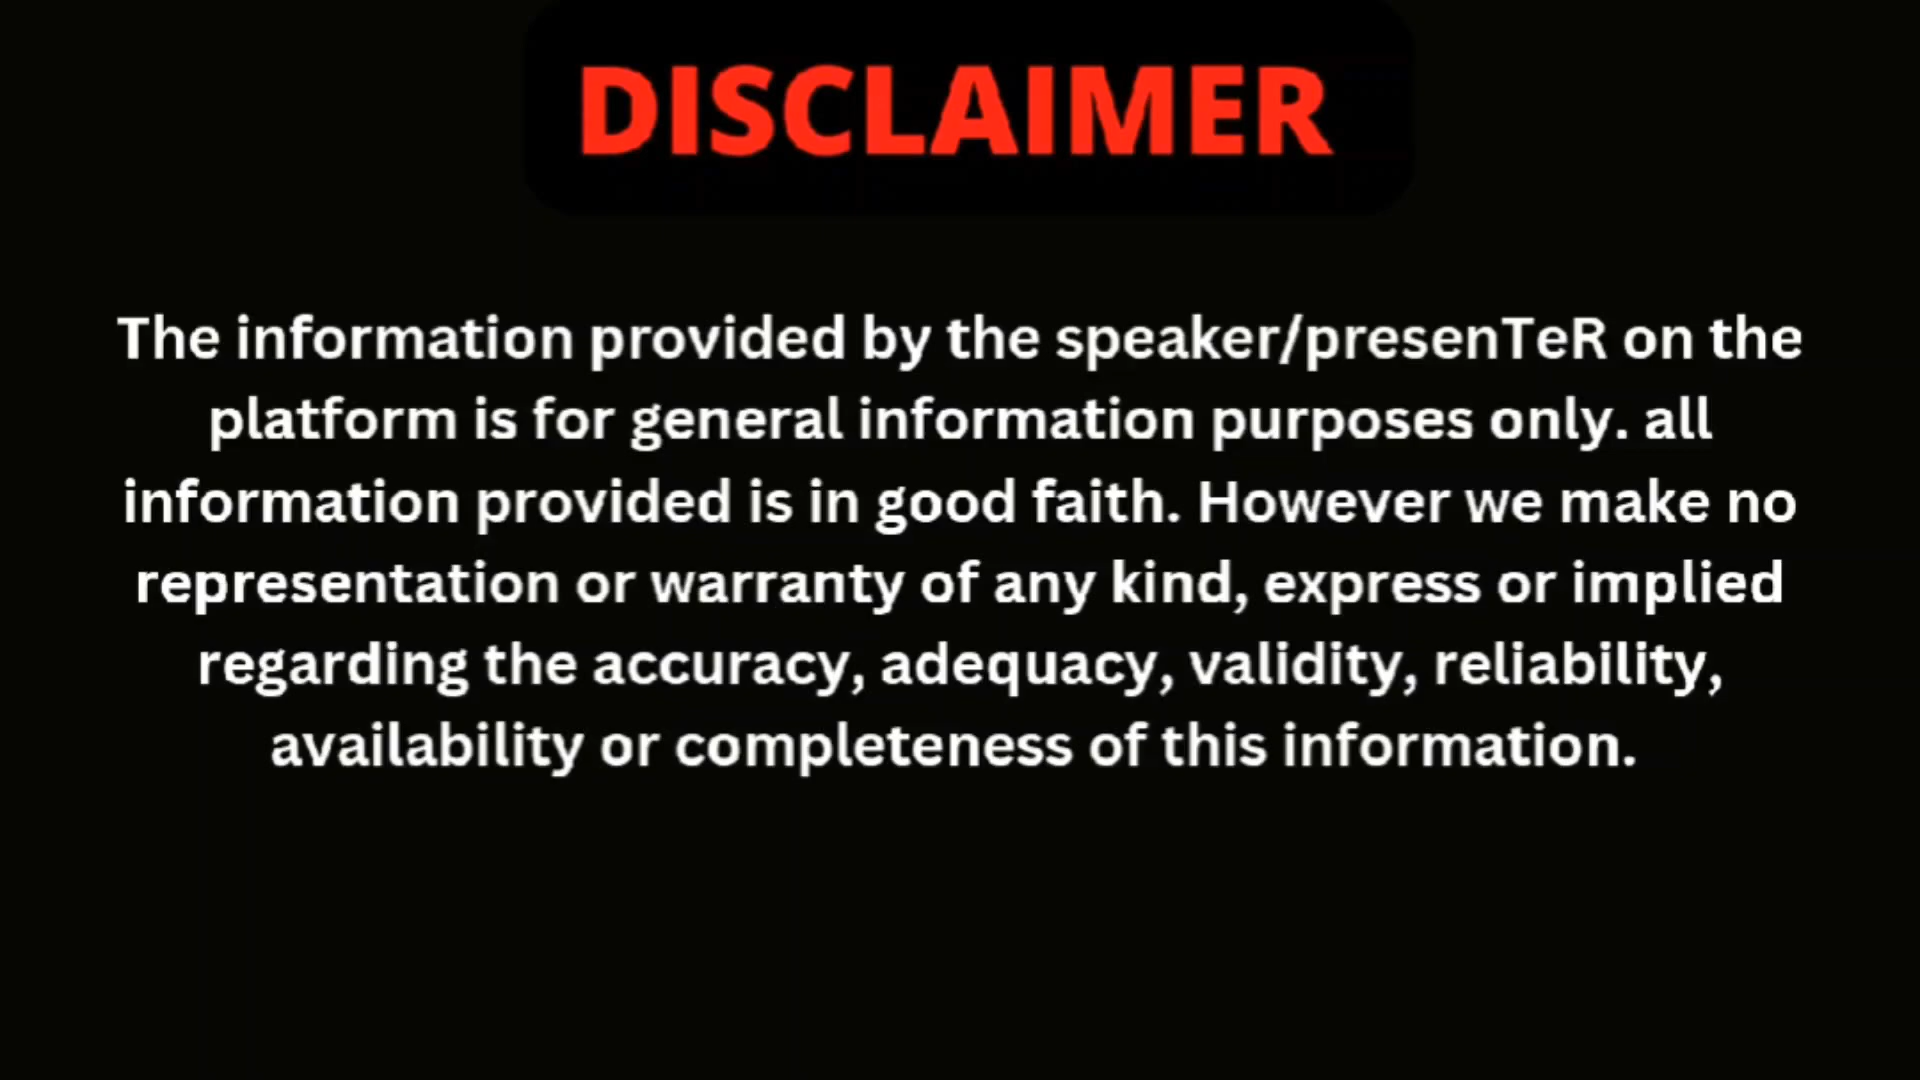 DISCLAIMER
The information provided by the speaker/presenTeR on the
platform is for general information purposes only. all
information provided is in good faith. However we make no
representation or warranty of any kind, express or implied
regarding the accuracy, adequacy, validity, reliability,
availability or completeness of this information.